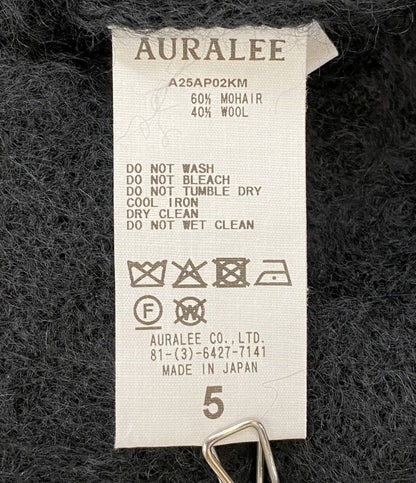 AURALEE
A25AP02KM
60% MOHAIR
40% WOOL
DO NOT WASH
DO NOT BLEACH
DO NOT TUMBLE DRY
COOL IRON
DRY CLEAN
DO NOT WET CLEAN
F W
AURALEE CO.,LTD.
81-(3)-6427-7141
MADE IN JAPAN
5